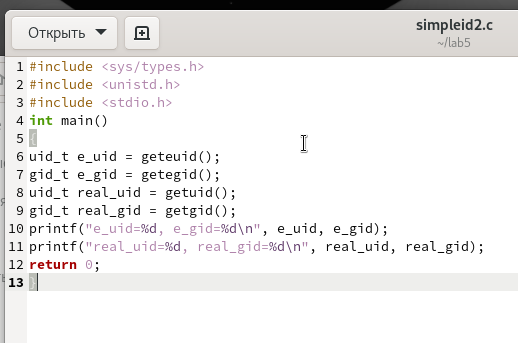 Открыть
simpleid2.c
~/lab5
1 #include <sys/types.h>
2 #include <unistd.h>
3 #include <stdio.h>
4 int main()
5 {
6 uid_t e_uid = geteuid();
7 gid_t e_gid = getegid();
8 uid_t real_uid = getuid();
9 gid_t real_gid = getgid();
10 printf("e_uid=%d, e_gid=%d\n", e_uid, e_gid);
11 printf("real_uid=%d, real_gid=%d\n", real_uid, real_gid);
12 return 0;
13 }